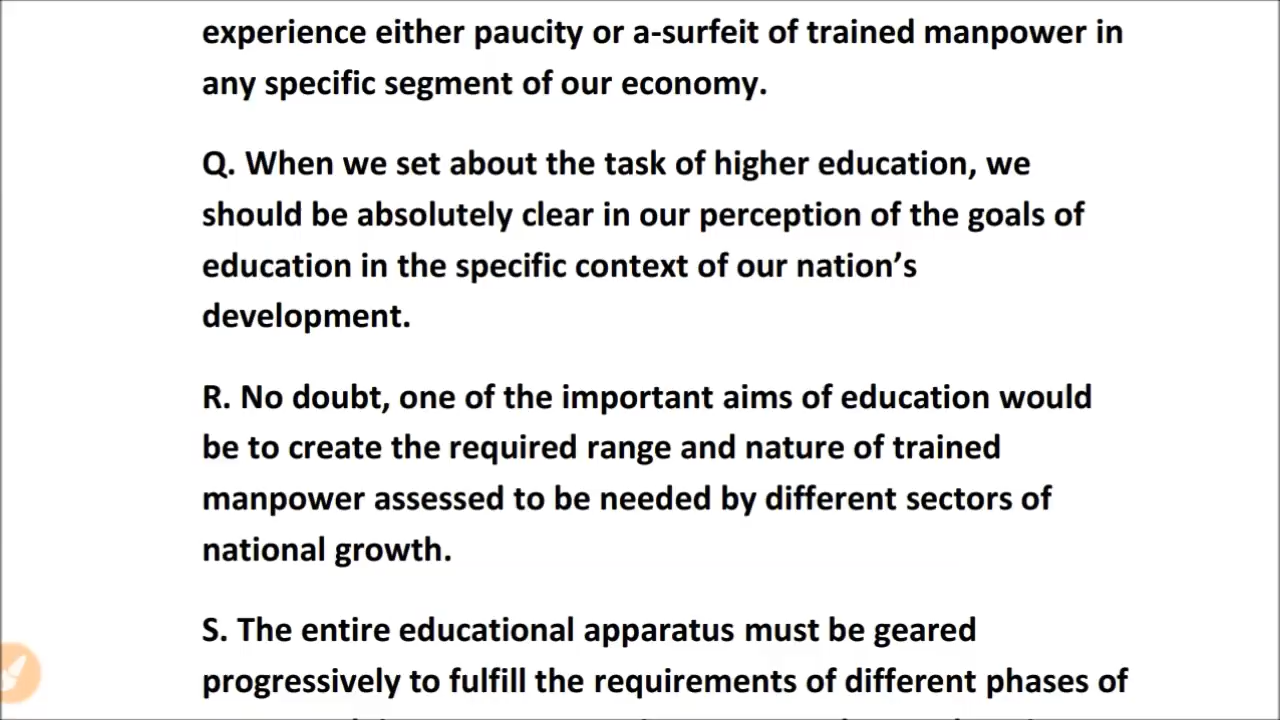 experience either paucity or a-surfeit of trained manpower in
any specific segment of our economy.
Q. When we set about the task of higher education, we
should be absolutely clear in our perception of the goals of
education in the specific context of our nation’s
development.
R. No doubt, one of the important aims of education would
be to create the required range and nature of trained
manpower assessed to be needed by different sectors of
national growth.
S. The entire educational apparatus must be geared
progressively to fulfill the requirements of different phases of